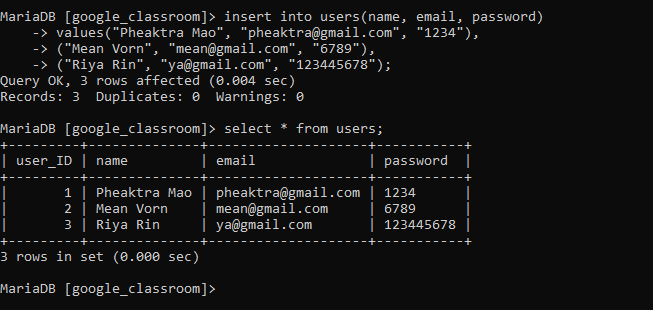 MariaDB [google_classroom]> insert into users(name, email, password)
    -> values("Pheaktra Mao", "pheaktra@gmail.com", "1234"),
    -> ("Mean Vorn", "mean@gmail.com", "6789"),
    -> ("Riya Rin", "ya@gmail.com", "123445678");
Query OK, 3 rows affected (0.004 sec)
Records: 3  Duplicates: 0  Warnings: 0

MariaDB [google_classroom]> select * from users;
+---------+--------------+--------------------+-----------+
| user_ID | name         | email              | password  |
+---------+--------------+--------------------+-----------+
|       1 | Pheaktra Mao | pheaktra@gmail.com | 1234      |
|       2 | Mean Vorn    | mean@gmail.com     | 6789      |
|       3 | Riya Rin     | ya@gmail.com       | 123445678 |
+---------+--------------+--------------------+-----------+
3 rows in set (0.000 sec)

MariaDB [google_classroom]>